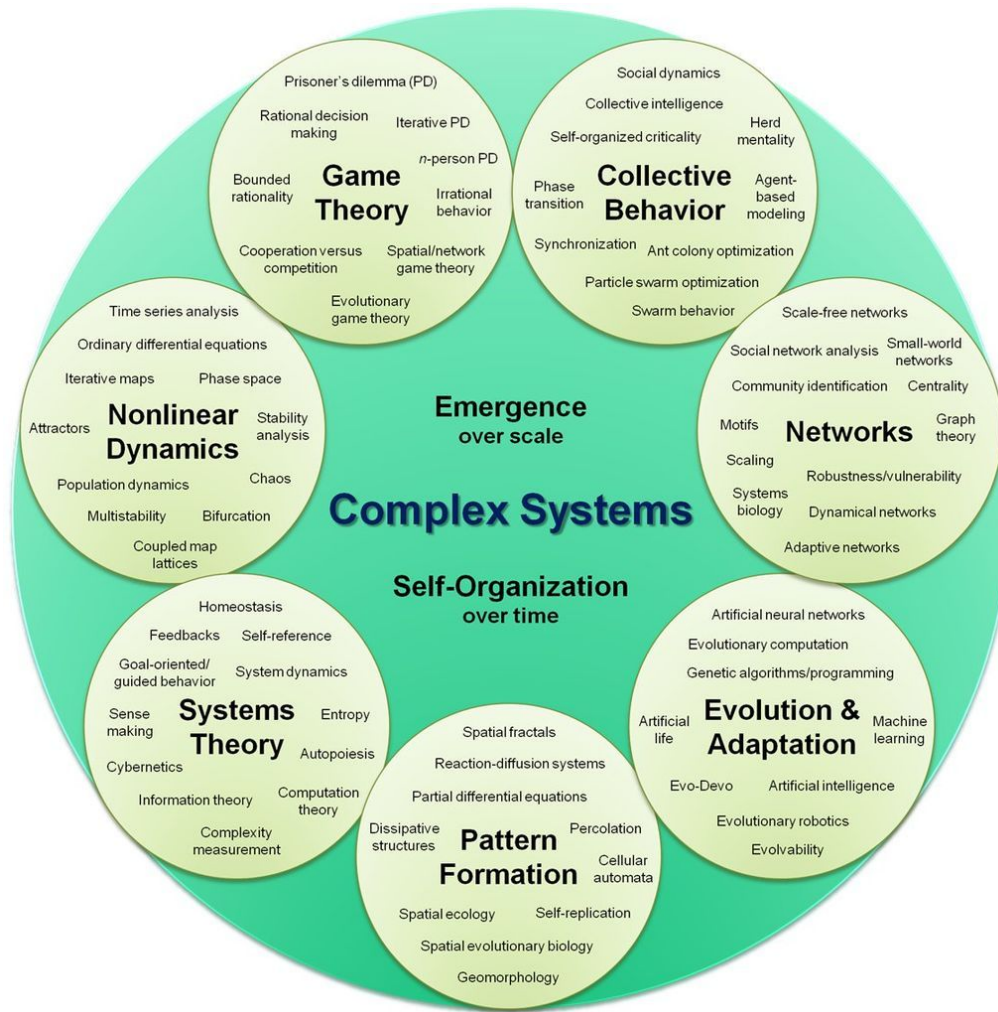 Prisoner's dilemma (PD)
Rational decision
making
Iterative PD
n-person PD
Game
Theory
Bounded
rationality
Irrational
behavior
Cooperation versus
competition
Spatial/network
game theory
Evolutionary
game theory
Social dynamics
Collective intelligence
Self-organized criticality
Herd
mentality
Collective
Behavior
Phase
transition
Agent-
based
modeling
Synchronization
Ant colony optimization
Particle swarm optimization
Swarm behavior
Time series analysis
Ordinary differential equations
Iterative maps
Phase space
Attractors
Nonlinear
Dynamics
Stability
analysis
Population dynamics
Chaos
Multistability
Bifurcation
Coupled map
lattices
Emergence
over scale
Complex Systems
Self-Organization
over time
Scale-free networks
Social network analysis
Small-world
networks
Community identification
Centrality
Motifs
Networks
Graph
theory
Scaling
Robustness/vulnerability
Systems
biology
Dynamical networks
Adaptive networks
Homeostasis
Feedbacks
Self-reference
Goal-oriented/
guided behavior
System dynamics
Sense
making
Systems
Theory
Entropy
Cybernetics
Autopoiesis
Information theory
Computation
theory
Complexity
measurement
Spatial fractals
Reaction-diffusion systems
Partial differential equations
Dissipative
structures
Pattern
Formation
Percolation
Cellular
automata
Spatial ecology
Self-replication
Spatial evolutionary biology
Geomorphology
Artificial neural networks
Evolutionary computation
Genetic algorithms/programming
Artificial
life
Evolution &
Adaptation
Machine
learning
Evo-Devo
Artificial intelligence
Evolutionary robotics
Evolvability